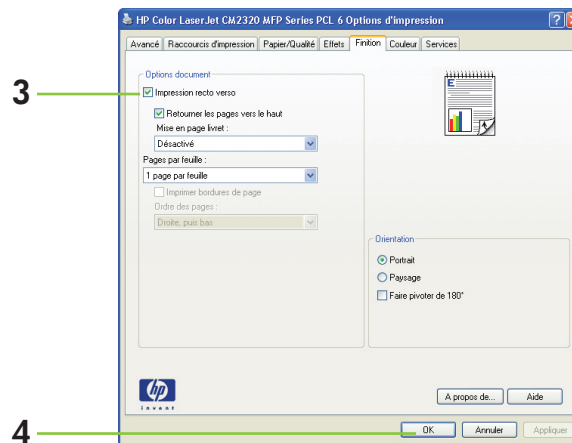 HP Color LaserJet CM2320 MFP Series PCL 6 Options d'impression
Avancé Raccourcis d'impression Papier/Qualité Effets Finition Couleur Services
Options document
3
Impression recto verso
Retourner les pages vers le haut
Mise en page livret :
Désactivé
Pages par feuille :
1 page par feuille
Imprimer bordures de page
Ordre des pages :
Droite, puis bas
E
Orientation
Portrait
Paysage
Faire pivoter de 180°
hp
invent
A propos de... Aide
4
OK Annuler Appliquer